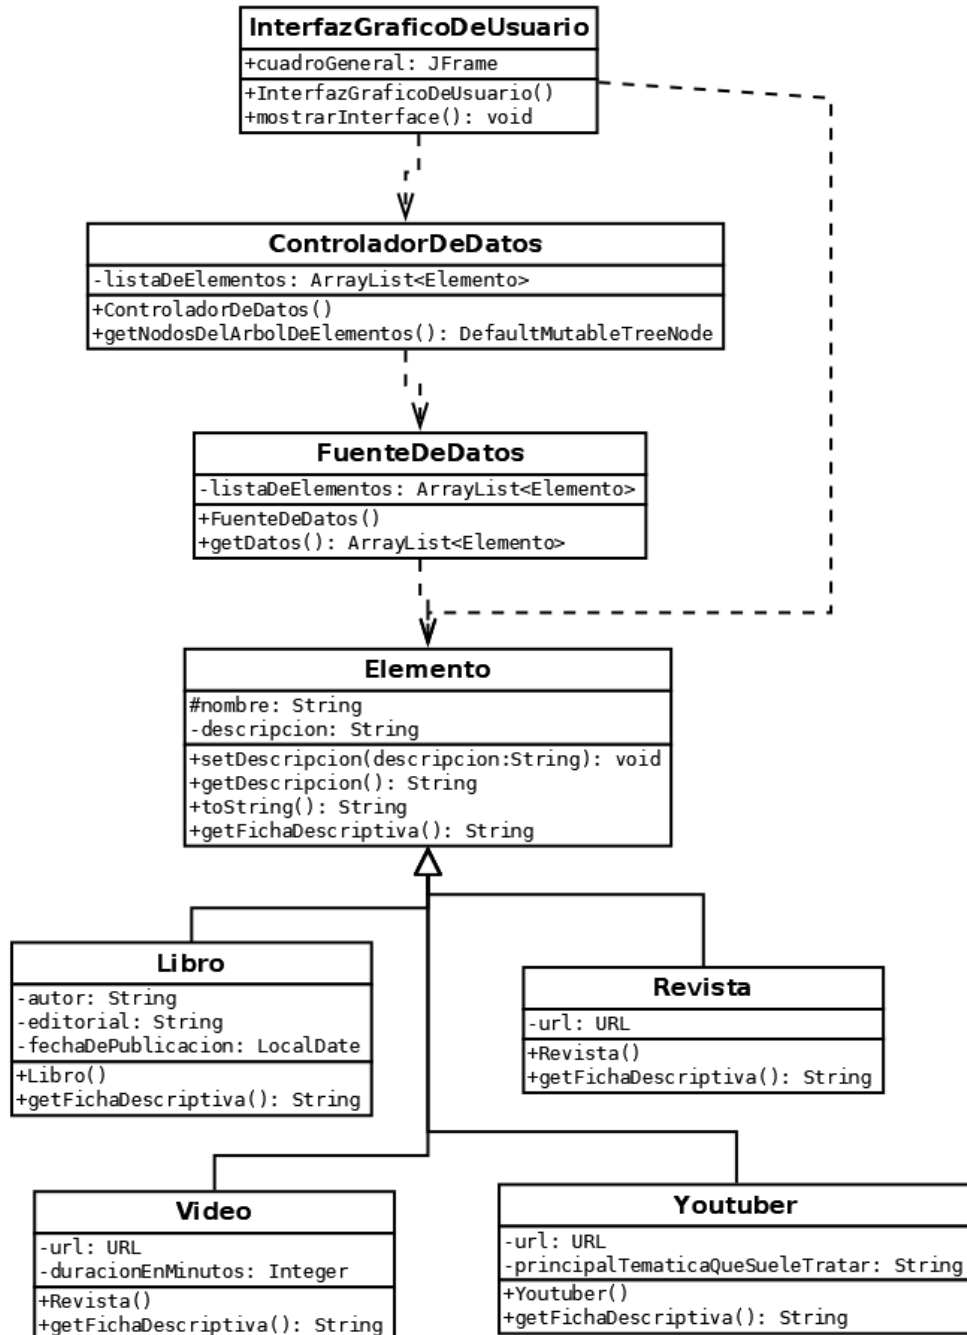 InterfazGraficoDeUsuario
+cuadroGeneral: JFrame
+InterfazGraficoDeUsuario()
+mostrarInterface(): void
ControladorDeDatos
-listaDeElementos: ArrayList<Elemento>
+ControladorDeDatos()
+getNodosDelArbolDeElementos(): DefaultMutableTreeNode
FuenteDeDatos
-listaDeElementos: ArrayList<Elemento>
+FuenteDeDatos()
+getDatos(): ArrayList<Elemento>
Elemento
#nombre: String
-descripcion: String
+setDescripcion(descripcion:String): void
+getDescripcion(): String
+toString(): String
+getFichaDescriptiva(): String
Libro
-autor: String
-editorial: String
-fechaDePublicacion: LocalDate
+Libro()
+getFichaDescriptiva(): String
Revista
-url: URL
+Revista()
+getFichaDescriptiva(): String
Video
-url: URL
-duracionEnMinutos: Integer
+Revista()
+getFichaDescriptiva(): String
Youtuber
-url: URL
-principalTematicaQueSueleTratar: String
+Youtuber()
+getFichaDescriptiva(): String